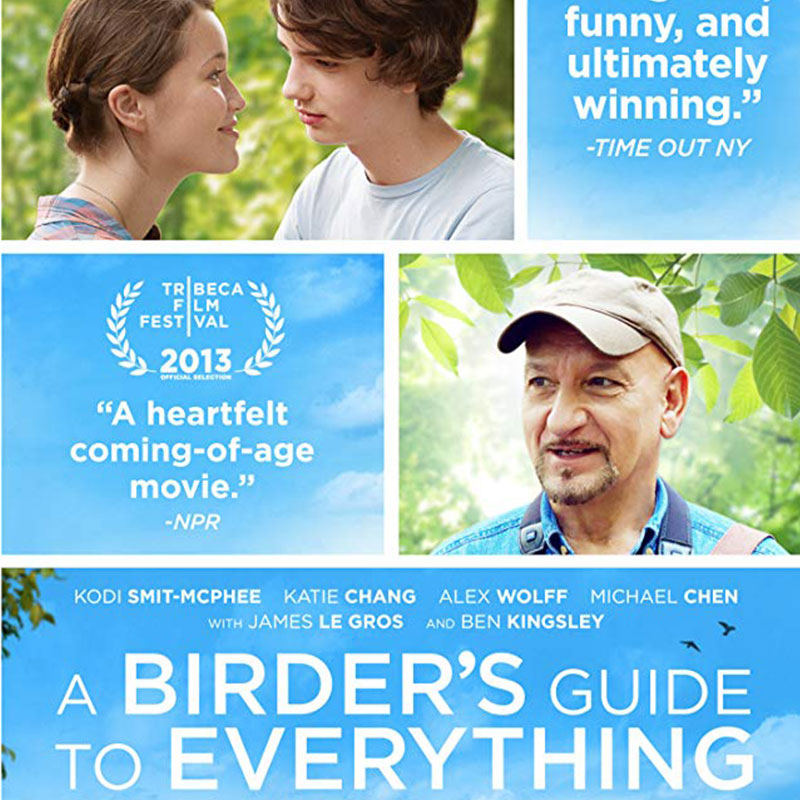 funny, and
ultimately
winning.”
-TIME OUT NY
TRIBECA
FILM
FESTIVAL
2013
OFFICIAL SELECTION
“A heartfelt
coming-of-age
movie.”
-NPR
KODI SMIT-MCPHEE KATIE CHANG ALEX WOLFF MICHAEL CHEN
WITH JAMES LE GROS AND BEN KINGSLEY
A BIRDER’S GUIDE
TO EVERYTHING